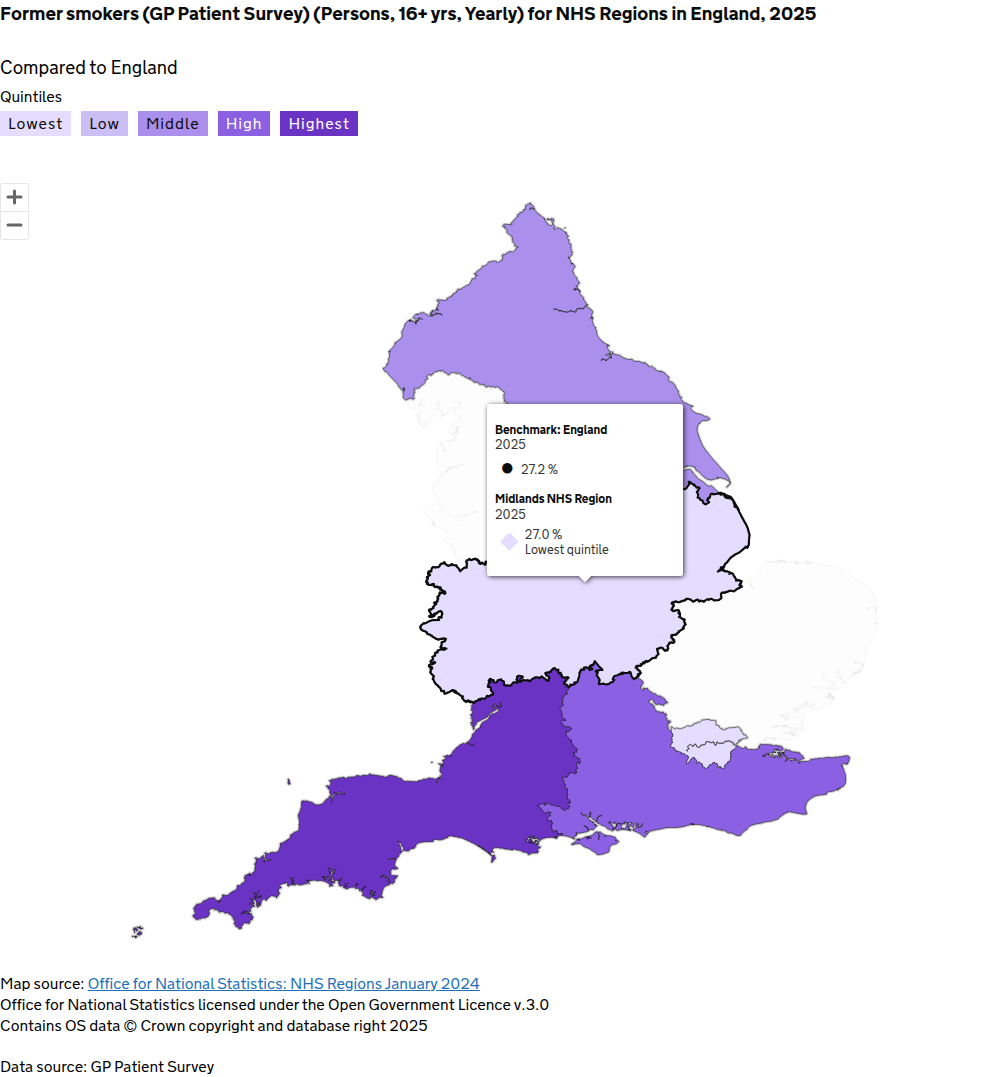 Former smokers (GP Patient Survey) (Persons, 16+ yrs, Yearly) for NHS Regions in England, 2025
Compared to England
Quintiles
Lowest Low Middle High Highest
+
−
Benchmark: England
2025
27.2 %
Midlands NHS Region
2025
27.0 %
Lowest quintile
Map source: Office for National Statistics: NHS Regions January 2024
Office for National Statistics licensed under the Open Government Licence v.3.0
Contains OS data © Crown copyright and database right 2025
Data source: GP Patient Survey